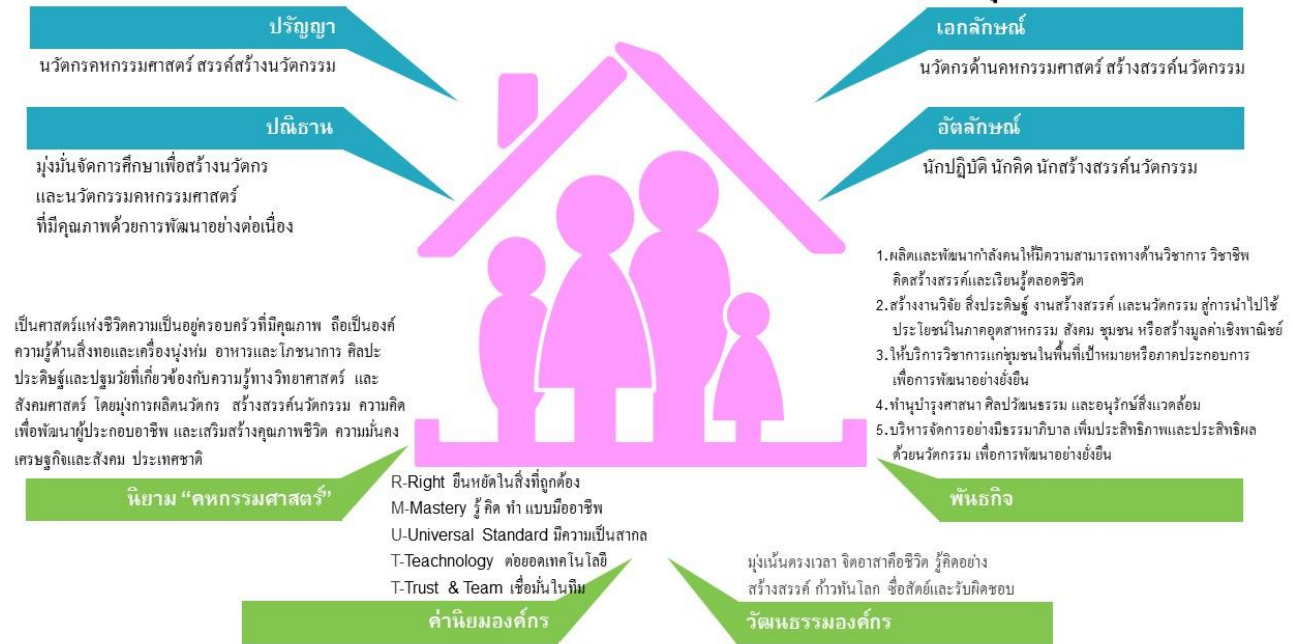 ปรัญญา
นวัตกรคหกรรมศาสตร์ สรรค์สร้างนวัตกรรม
ปณิธาน
มุ่งมั่นจัดการศึกษาเพื่อสร้างนวัตกร
และนวัตกรรมคหกรรมศาสตร์
ที่มีคุณภาพด้วยการพัฒนาอย่างต่อเนื่อง
เอกลักษณ์
นวัตกรด้านคหกรรมศาสตร์ สร้างสรรค์นวัตกรรม
อัตลักษณ์
นักปฏิบัติ นักคิด นักสร้างสรรค์นวัตกรรม
เป็นศาสตร์แห่งชีวิตความเป็นอยู่ครอบครัวที่มีคุณภาพ ถือเป็นองค์
ความรู้ด้านสิ่งทอและเครื่องนุ่งห่ม อาหารและโภชนาการ ศิลปะ
ประดิษฐ์และปฐมวัยที่เกี่ยวข้องกับความรู้ทางวิทยาศาสตร์ และ
สังคมศาสตร์ โดยมุ่งการผลิตนวัตกร สร้างสรรค์นวัตกรรม ความคิด
เพื่อพัฒนาผู้ประกอบอาชีพ และเสริมสร้างคุณภาพชีวิต ความมั่นคง
เศรษฐกิจและสังคม ประเทศชาติ
นิยาม “คหกรรมศาสตร์”
1.ผลิตและพัฒนากำลังคนให้มีความสามารถทางด้านวิชาการ วิชาชีพ
คิดสร้างสรรค์และเรียนรู้ตลอดชีวิต
2.สร้างงานวิจัย สิ่งประดิษฐ์ งานสร้างสรรค์ และนวัตกรรม สู่การนำไปใช้
ประโยชน์ในภาคอุตสาหกรรม สังคม ชุมชน หรือสร้างมูลค่าเชิงพาณิชย์
3.ให้บริการวิชาการแก่ชุมชนในพื้นที่เป้าหมายหรือภาคประกอบการ
เพื่อการพัฒนาอย่างยั่งยืน
4.ทำนุบำรุงศาสนา ศิลปวัฒนธรรม และอนุรักษ์สิ่งแวดล้อม
5.บริหารจัดการอย่างมีธรรมาภิบาล เพิ่มประสิทธิภาพและประสิทธิผล
ด้วยนวัตกรรม เพื่อการพัฒนาอย่างยั่งยืน
พันธกิจ
R-Right ยืนหยัดในสิ่งที่ถูกต้อง
M-Mastery รู้ คิด ทำ แบบมืออาชีพ
U-Universal Standard มีความเป็นสากล
T-Teachnology ต่อยอดเทคโนโลยี
T-Trust & Team เชื่อมั่นในทีม
ค่านิยมองค์กร
มุ่งเน้นตรงเวลา จิตอาสาคือชีวิต รู้คิดอย่าง
สร้างสรรค์ ก้าวทันโลก ซื่อสัตย์และรับผิดชอบ
วัฒนธรรมองค์กร